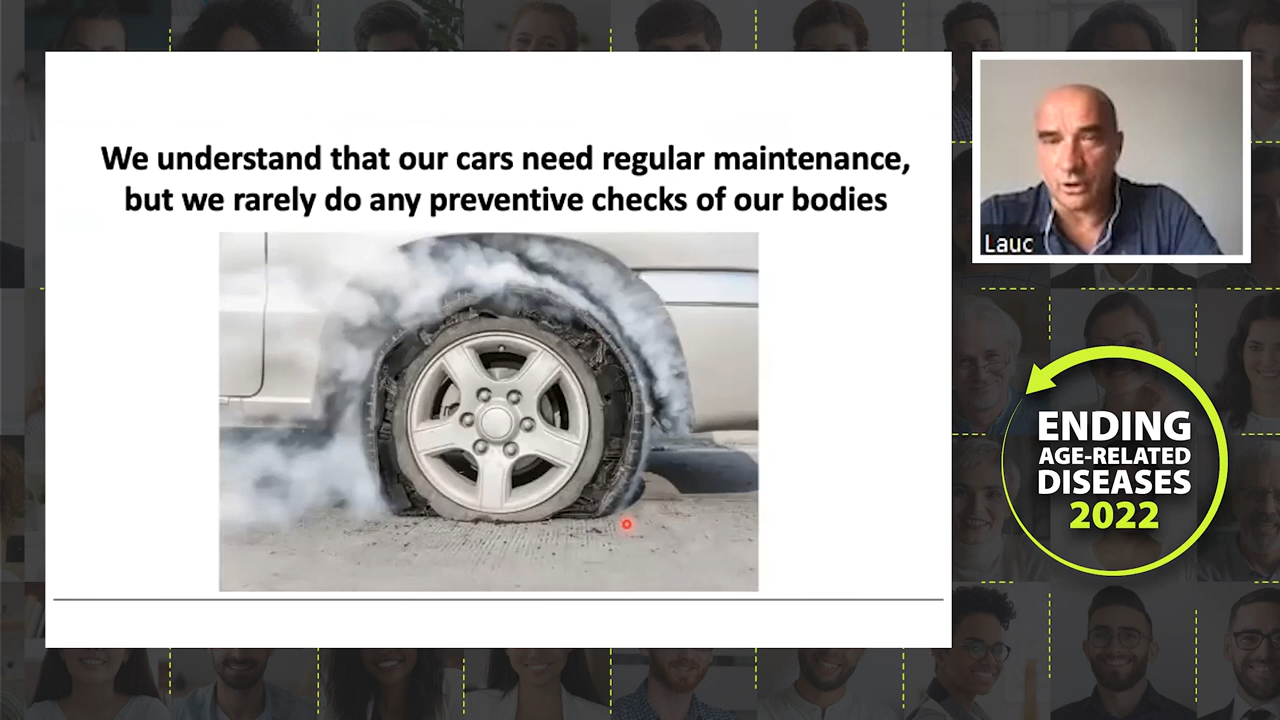 We understand that our cars need regular maintenance,
but we rarely do any preventive checks of our bodies
Lauc
ENDING
AGE-RELATED
DISEASES
2022